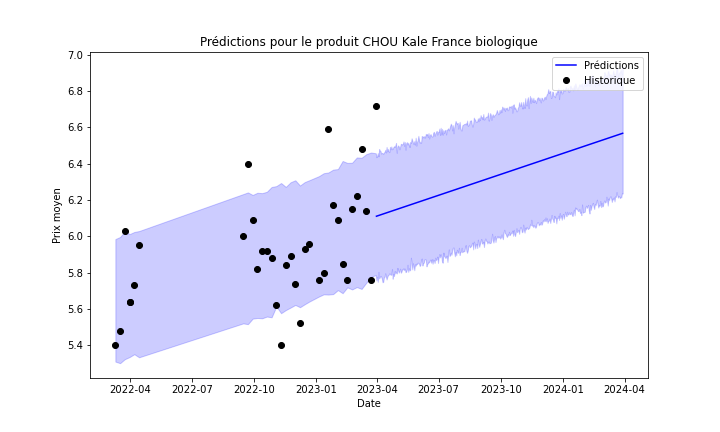 Prédictions pour le produit CHOU Kale France biologique
7.0
6.8
6.6
6.4
6.2
6.0
5.8
5.6
5.4
Prix moyen
Prédictions
Historique
2022-04 2022-07 2022-10 2023-01 2023-04 2023-07 2023-10 2024-01 2024-04
Date